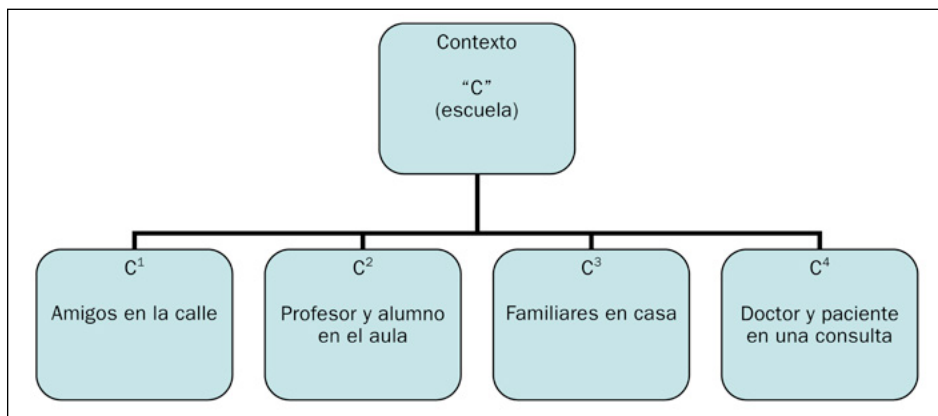 Contexto
“C”
(escuela)
C¹
Amigos en la calle
C²
Profesor y alumno
en el aula
C³
Familiares en casa
C⁴
Doctor y paciente
en una consulta